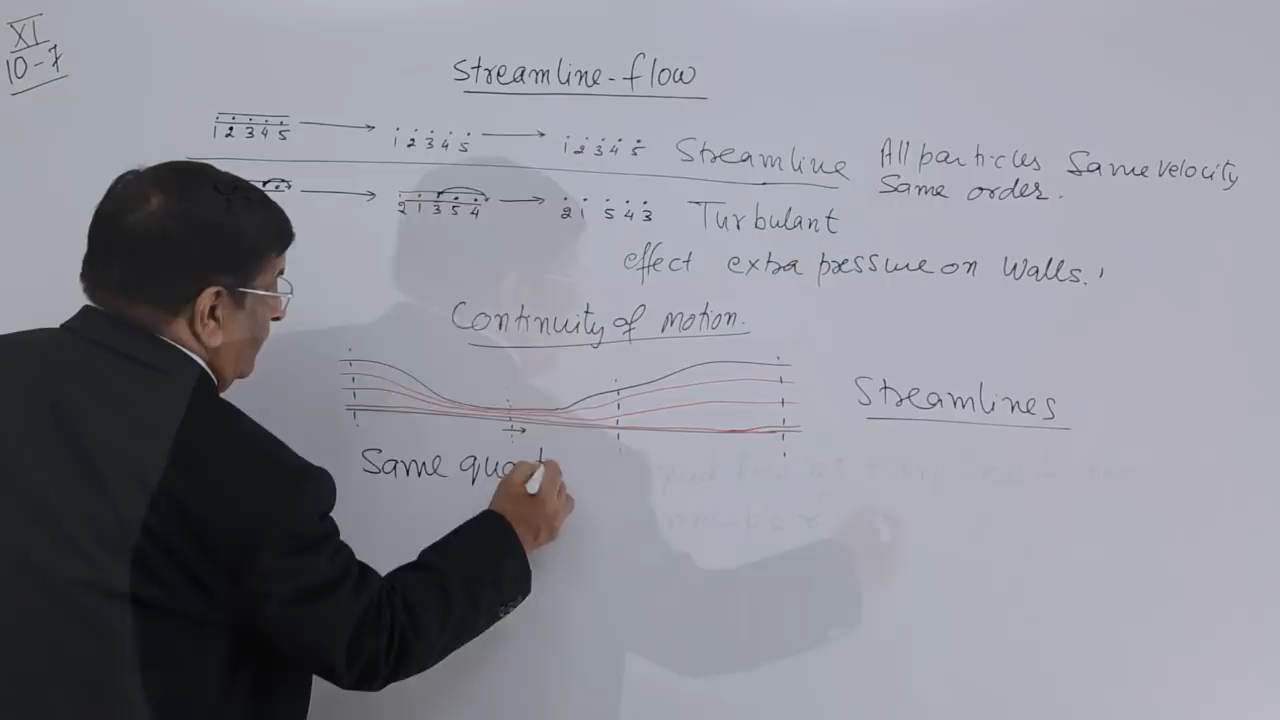 XI
10-7
Streamline-flow
1 2 3 4 5 1 2 3 4 5 1 2 3 4 5 Streamline All particles Same velocity
Same order.
2 1 3 5 4 2 1 5 4 3 Turbulant
effect extra pressure on Walls.
Continuity of motion.
Streamlines
Same quant